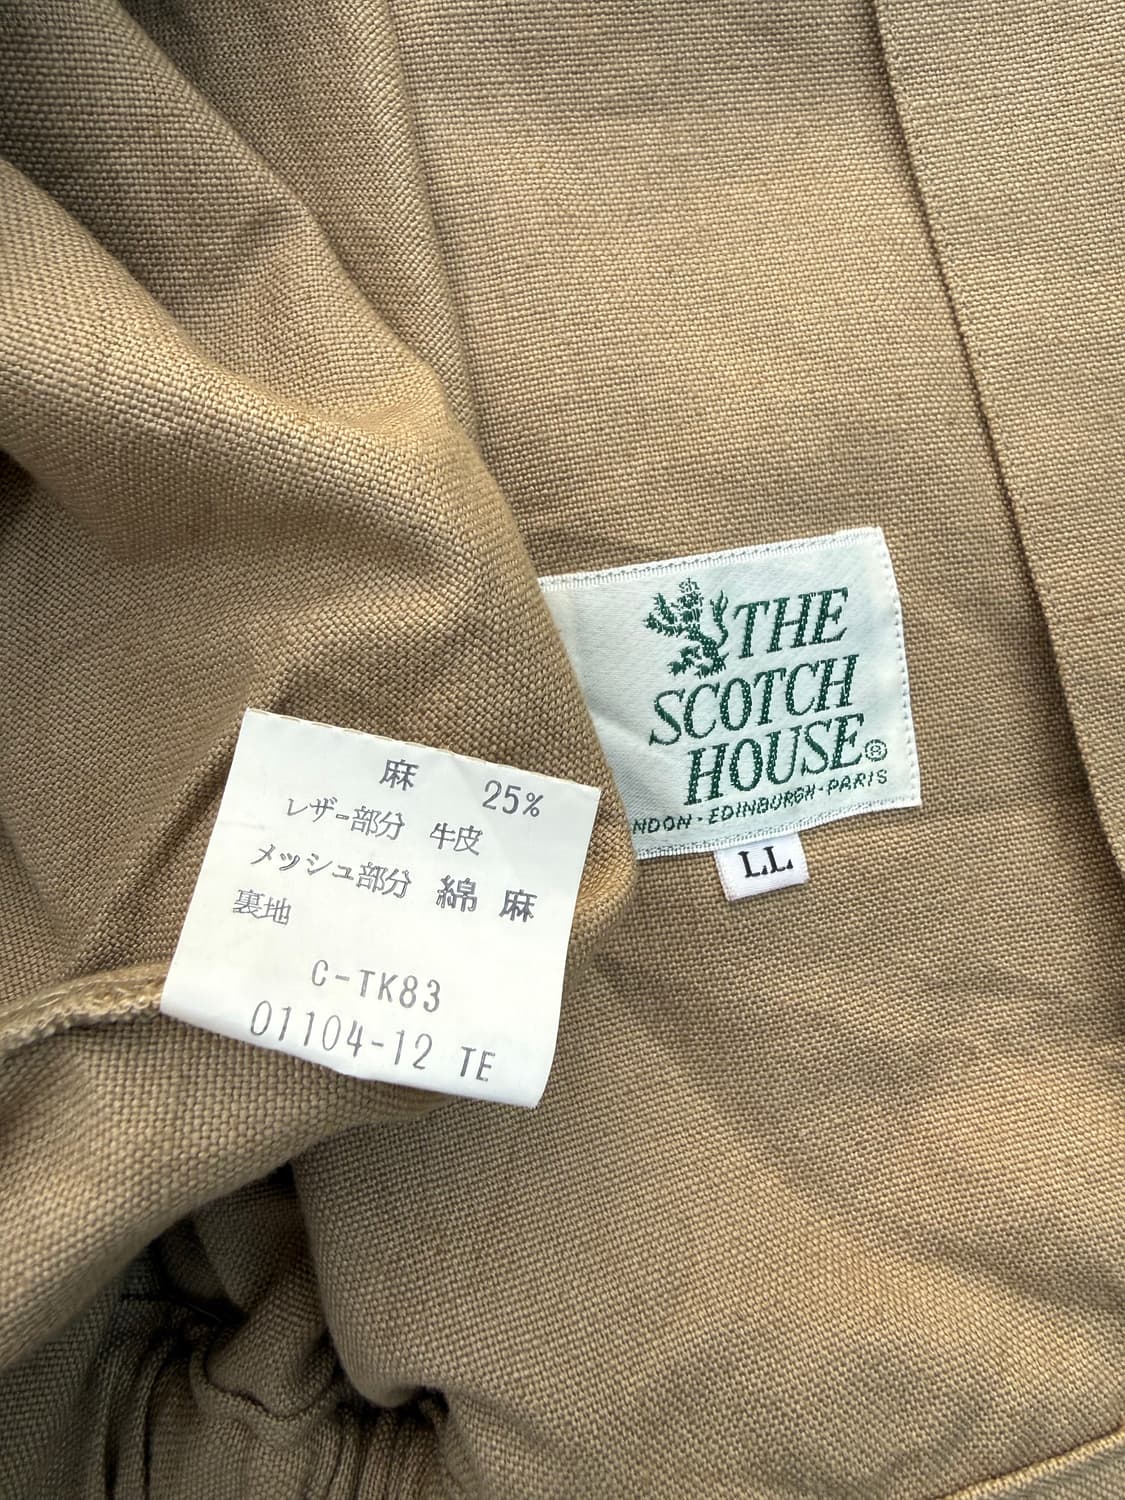 THE
SCOTCH
HOUSE®
NDON・EDINBURGH・PARIS
LL
麻 25%
レザー部分 牛皮
メッシュ部分 綿 麻
裏地
C-TK83
01104-12 TE